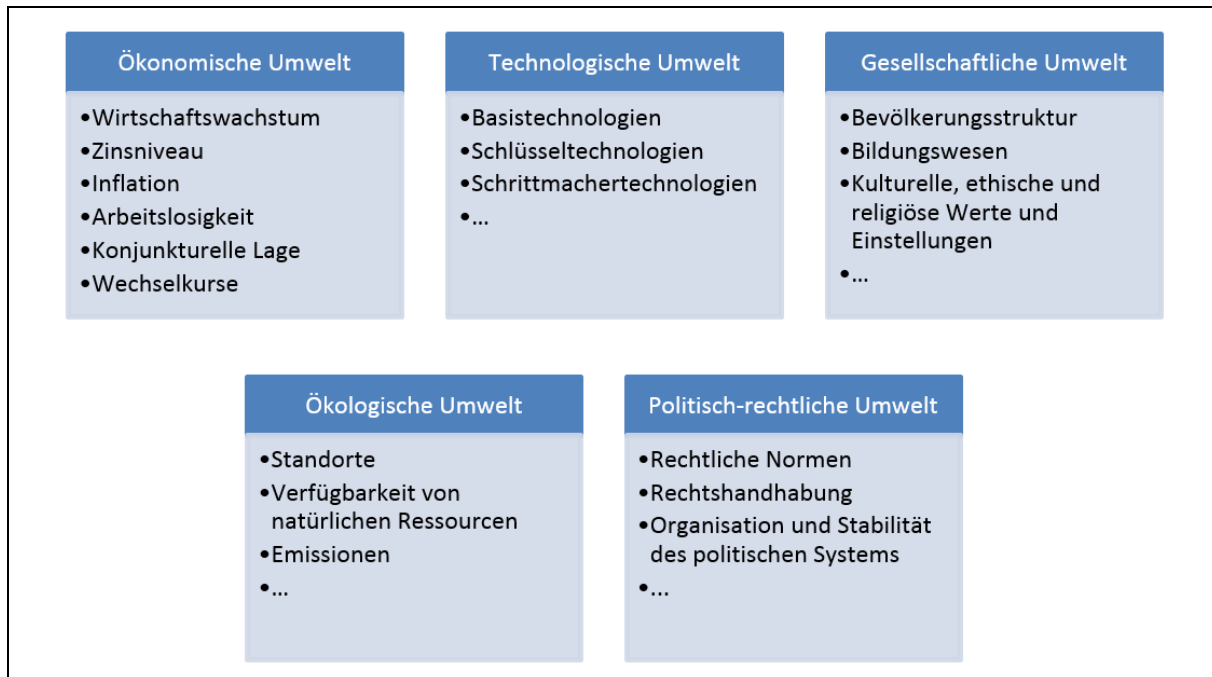 Ökonomische Umwelt
•Wirtschaftswachstum
•Zinsniveau
•Inflation
•Arbeitslosigkeit
•Konjunkturelle Lage
•Wechselkurse
Technologische Umwelt
•Basistechnologien
•Schlüsseltechnologien
•Schrittmachertechnologien
•...
Gesellschaftliche Umwelt
•Bevölkerungsstruktur
•Bildungswesen
•Kulturelle, ethische und
religiöse Werte und
Einstellungen
•...
Ökologische Umwelt
•Standorte
•Verfügbarkeit von
natürlichen Ressourcen
•Emissionen
•...
Politisch-rechtliche Umwelt
•Rechtliche Normen
•Rechtshandhabung
•Organisation und Stabilität
des politischen Systems
•...